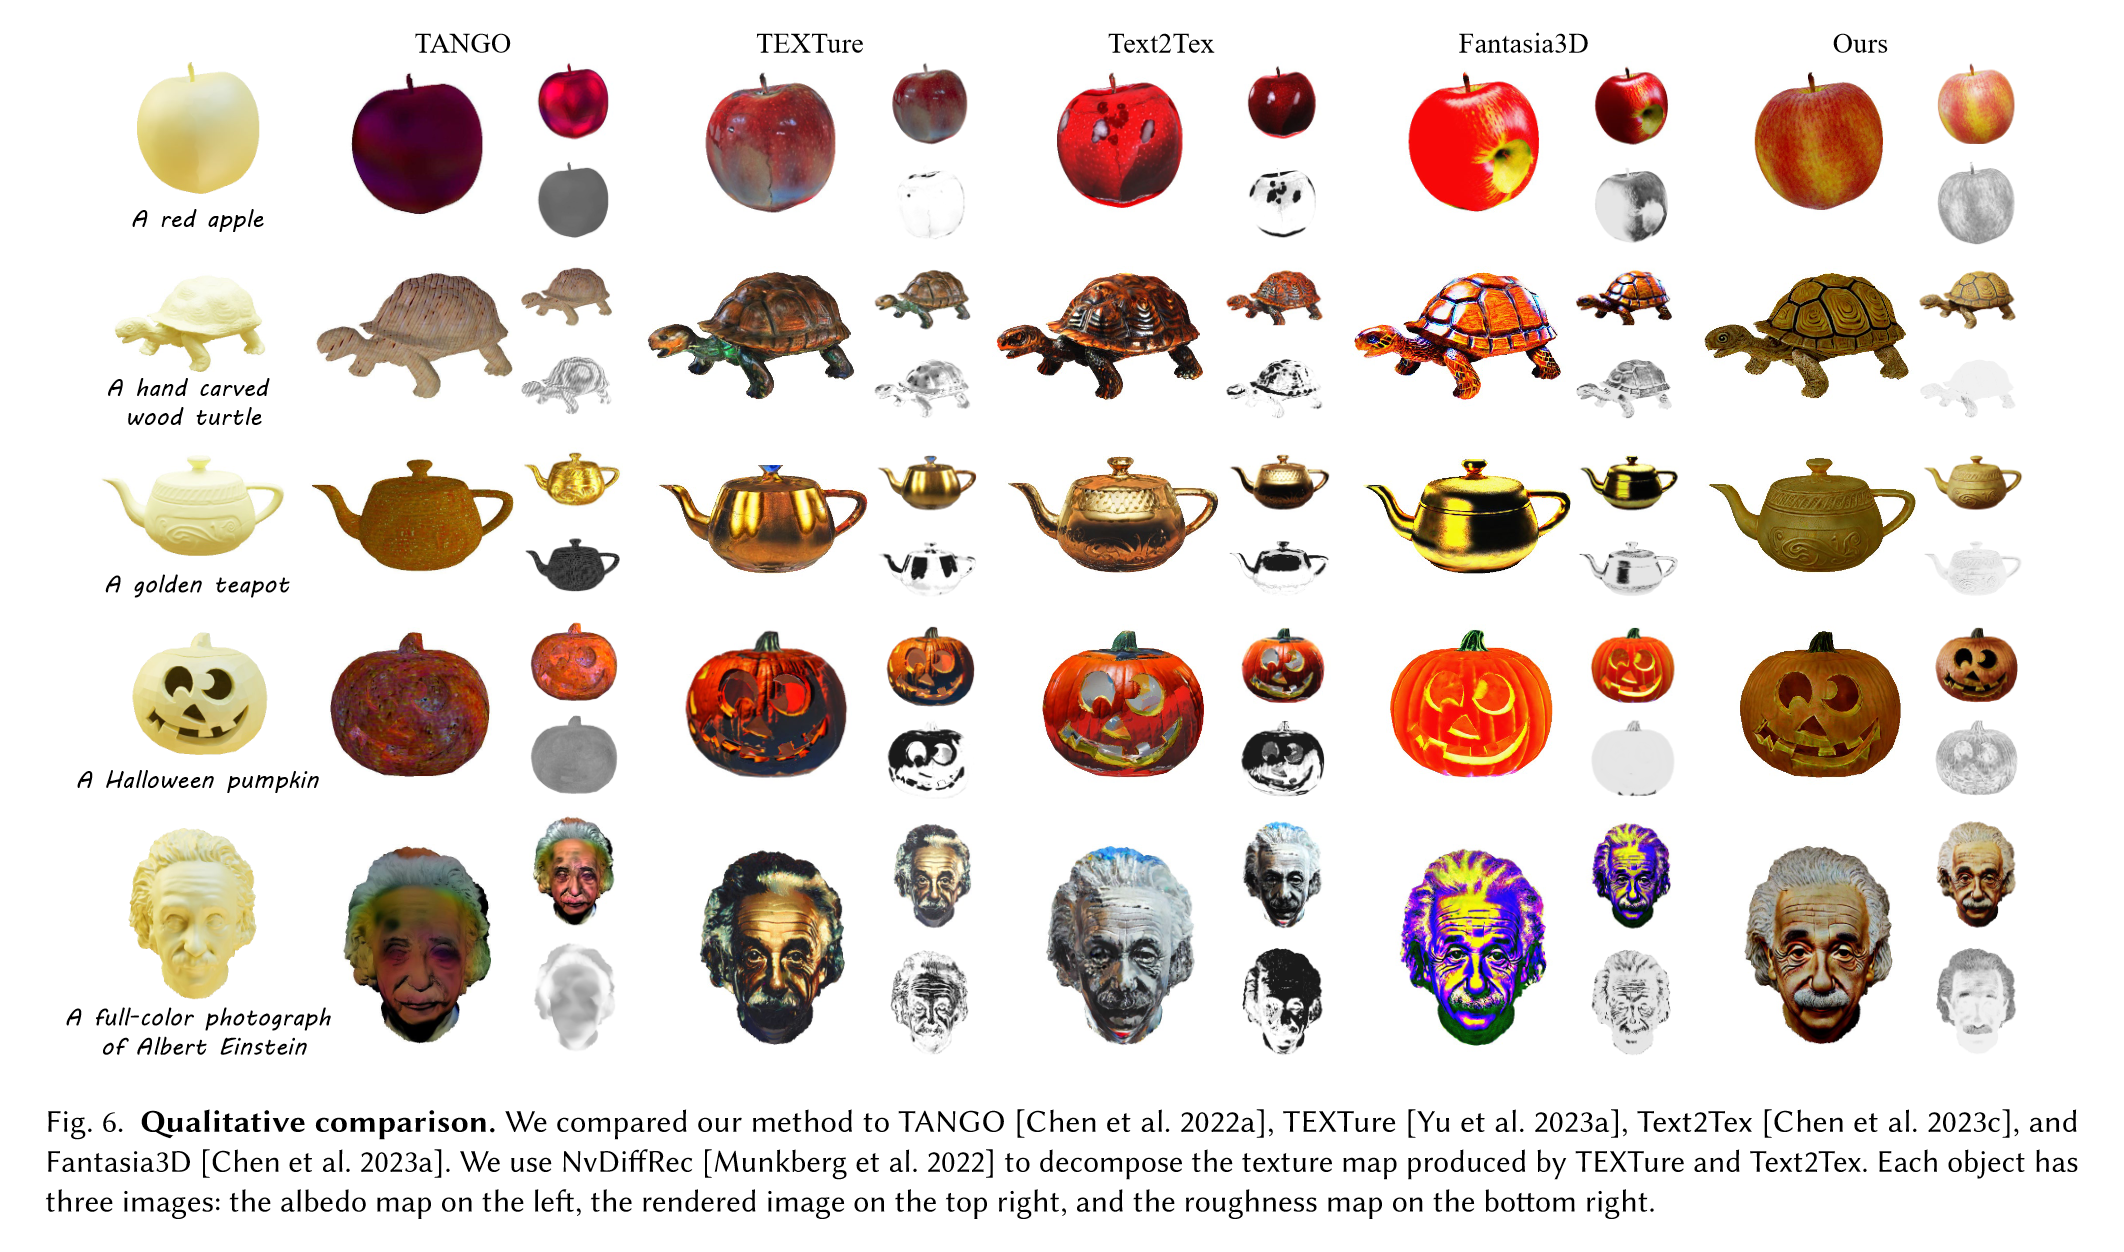 TANGO TEXTure Text2Tex Fantasia3D Ours
A red apple
A hand carved
wood turtle
A golden teapot
A Halloween pumpkin
A full-color photograph
of Albert Einstein
Fig. 6. Qualitative comparison. We compared our method to TANGO [Chen et al. 2022a], TEXTure [Yu et al. 2023a], Text2Tex [Chen et al. 2023c], and
Fantasia3D [Chen et al. 2023a]. We use NvDiffRec [Munkberg et al. 2022] to decompose the texture map produced by TEXTure and Text2Tex. Each object has
three images: the albedo map on the left, the rendered image on the top right, and the roughness map on the bottom right.